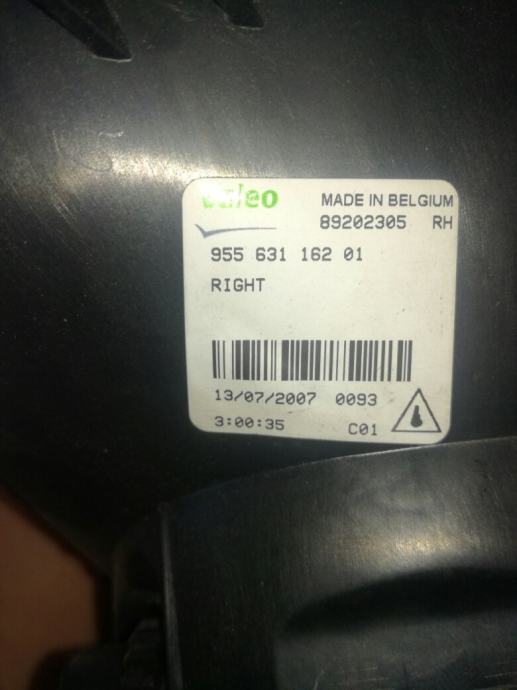 Valeo
MADE IN BELGIUM
89202305 RH
955 631 162 01
RIGHT
13/07/2007 0093
3:00:35 C01